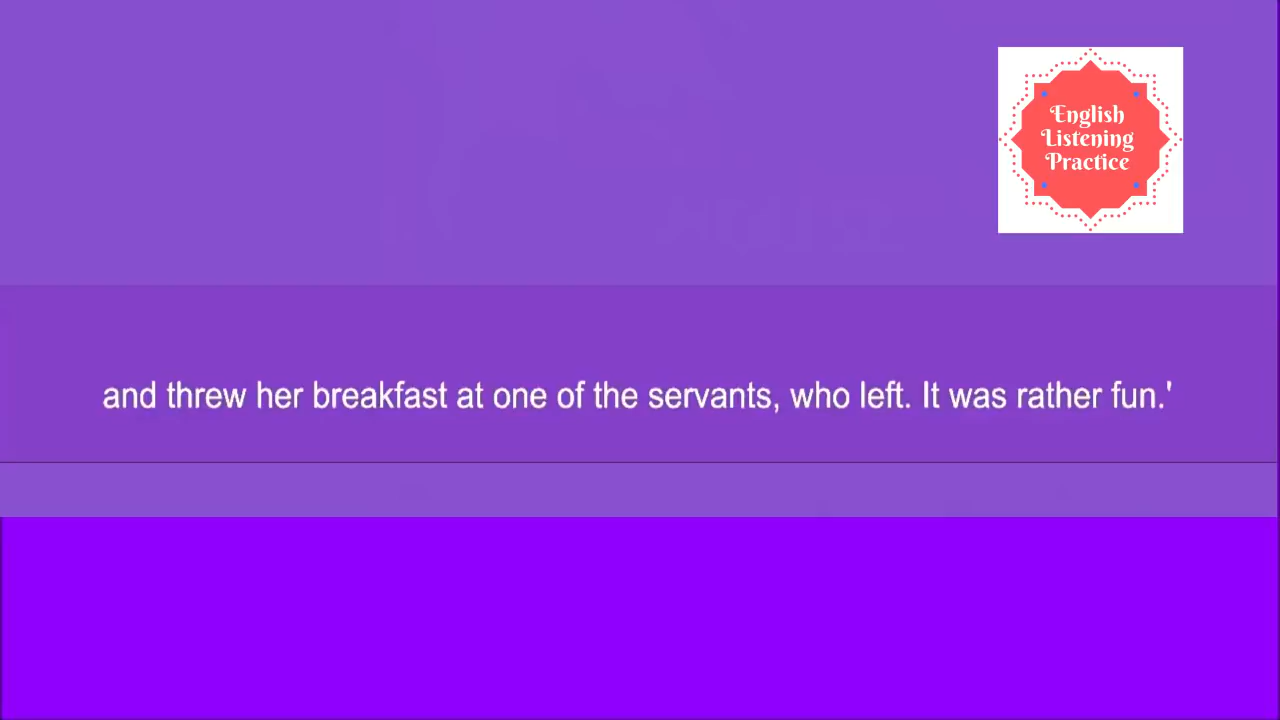 English
Listening
Practice
and threw her breakfast at one of the servants, who left. It was rather fun.'